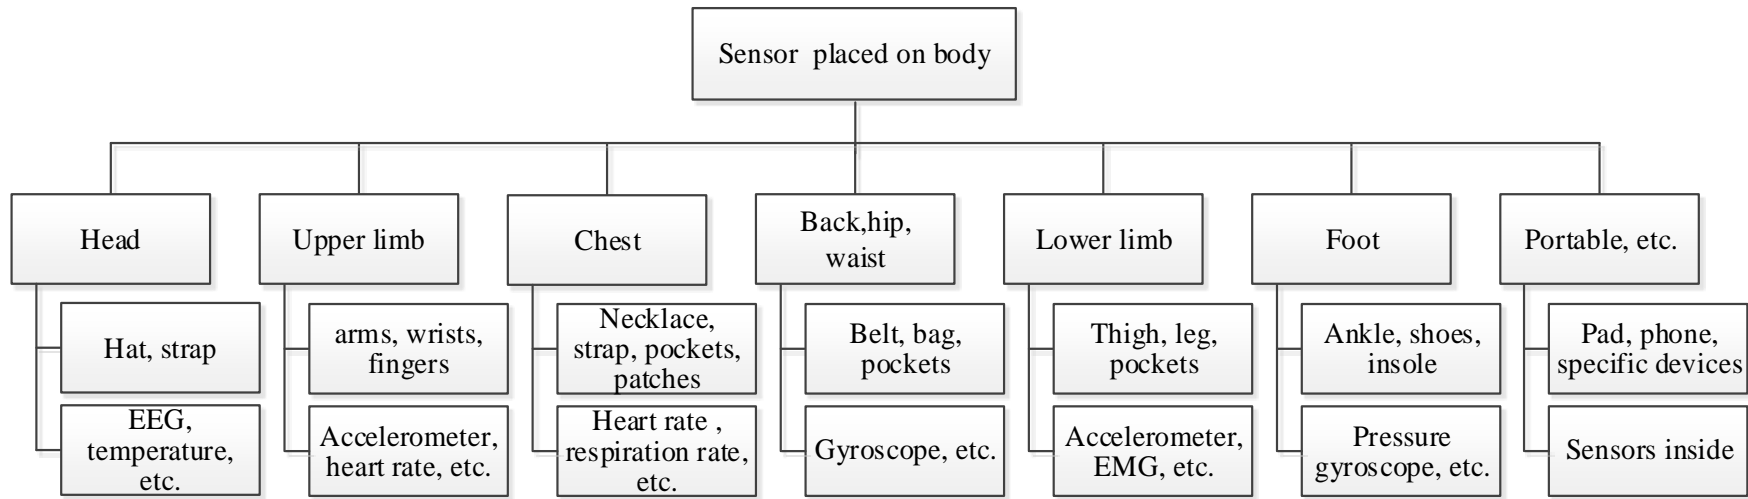 Sensor placed on body
Head
Upper limb
Chest
Back,hip,
waist
Lower limb
Foot
Portable, etc.
Hat, strap
arms, wrists,
fingers
Necklace,
strap, pockets,
patches
Belt, bag,
pockets
Thigh, leg,
pockets
Ankle, shoes,
insole
Pad, phone,
specific devices
EEG,
temperature,
etc.
Accelerometer,
heart rate, etc.
Heart rate ,
respiration rate,
etc.
Gyroscope, etc.
Accelerometer,
EMG, etc.
Pressure
gyroscope, etc.
Sensors inside